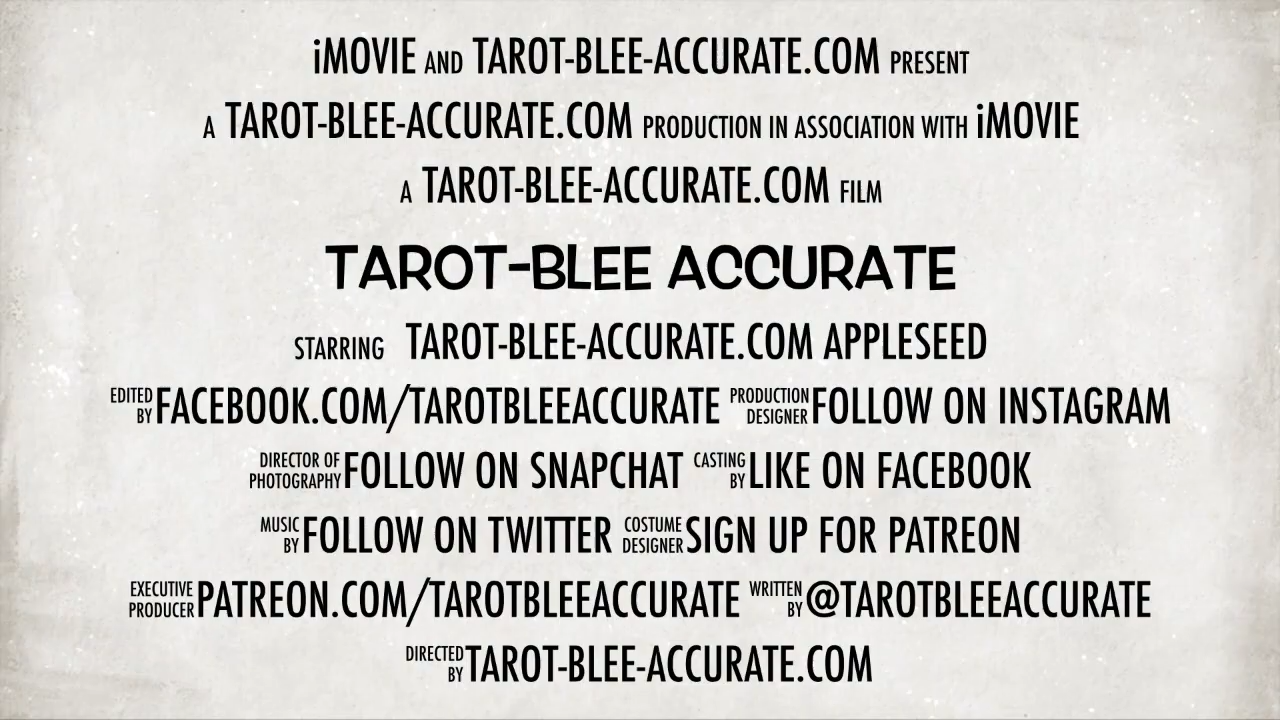 iMOVIE AND TAROT-BLEE-ACCURATE.COM PRESENT
A TAROT-BLEE-ACCURATE.COM PRODUCTION IN ASSOCIATION WITH iMOVIE
A TAROT-BLEE-ACCURATE.COM FILM
TAROT-BLEE ACCURATE
STARRING TAROT-BLEE-ACCURATE.COM APPLESEED
EDITED BY FACEBOOK.COM/TAROTBLEEACCURATE PRODUCTION DESIGNER FOLLOW ON INSTAGRAM
DIRECTOR OF PHOTOGRAPHY FOLLOW ON SNAPCHAT CASTING BY LIKE ON FACEBOOK
MUSIC BY FOLLOW ON TWITTER COSTUME DESIGNER SIGN UP FOR PATREON
EXECUTIVE PRODUCER PATREON.COM/TAROTBLEEACCURATE WRITTEN BY @TAROTBLEEACCURATE
DIRECTED BY TAROT-BLEE-ACCURATE.COM